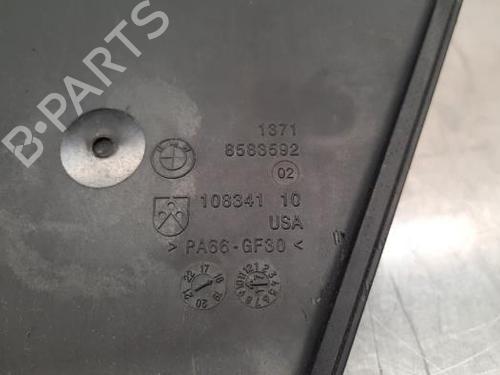 B-PARTS
1371
8583592
02
108341 10
USA
> PA66-GF30 <